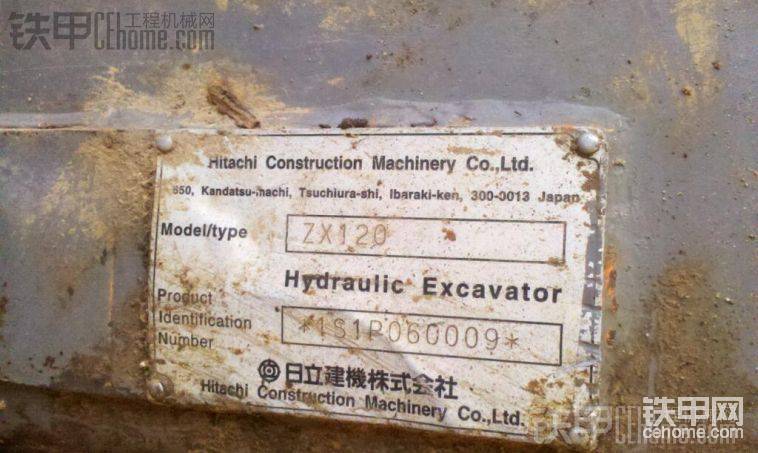 铁甲 工程机械网 CEhome.com
Hitachi Construction Machinery Co.,Ltd.
650, Kandatsu-machi, Tsuchiura-shi, Ibaraki-ken, 300-0013 Japan
Model/type ZX120
Hydraulic Excavator
Product
Identification
Number *1S1P060009*
日立建機株式会社
Hitachi Construction Machinery Co.,Ltd.
铁甲网
cehome.com